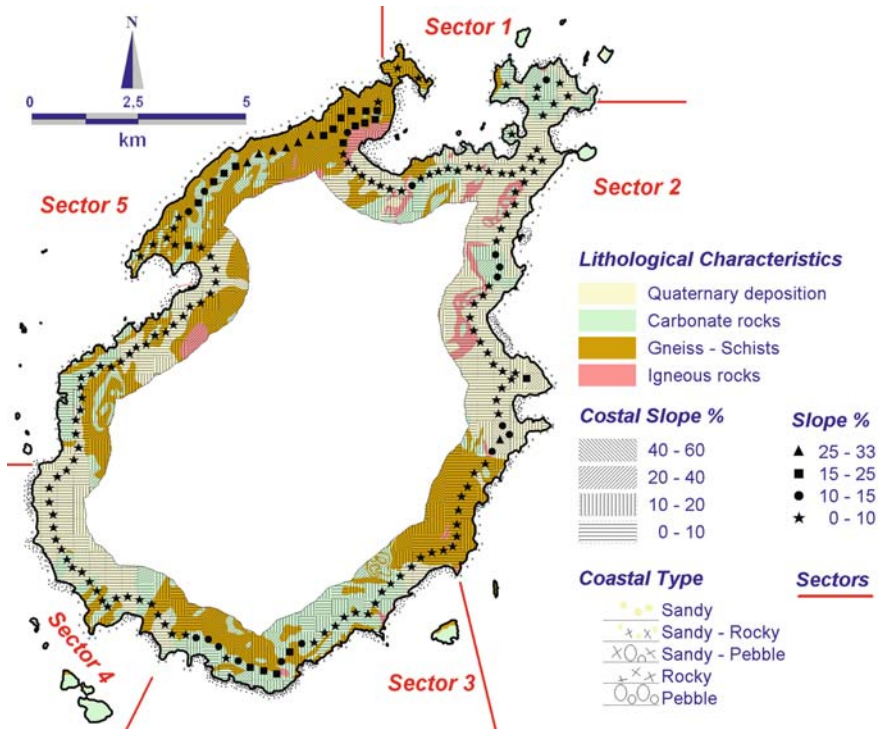 N
0 2,5 5
km
Sector 1
Sector 2
Sector 5
Sector 4
Sector 3
Lithological Characteristics
Quaternary deposition
Carbonate rocks
Gneiss - Schists
Igneous rocks
Costal Slope %
40 - 60
20 - 40
10 - 20
0 - 10
Slope %
25 - 33
15 - 25
10 - 15
0 - 10
Coastal Type
Sandy
Sandy - Rocky
Sandy - Pebble
Rocky
Pebble
Sectors